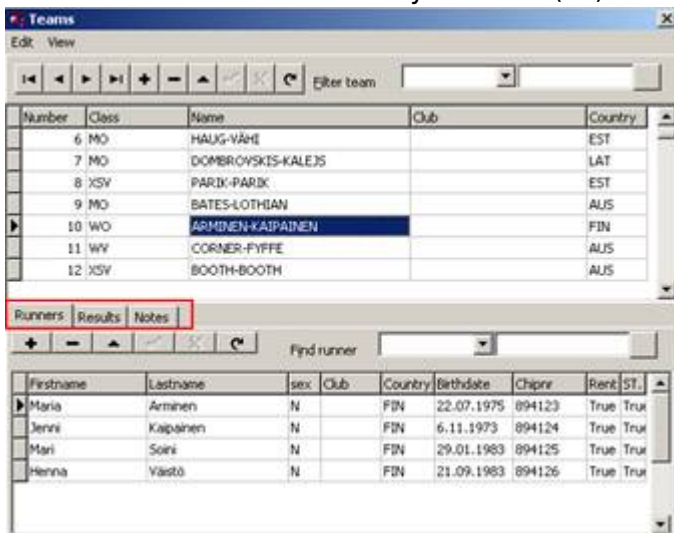 Teams
Edit View
Filter team
Number Class Name Club Country
6 MO HAUG-VÄHI EST
7 MO DOMBROVSKIS-KALEJS LAT
8 XSV PARIK-PARIK EST
9 MO BATES-LOTHIAN AUS
10 WO ARMINEN-KAIPAINEN FIN
11 WV CORNER-FYFFE AUS
12 XSV BOOTH-BOOTH AUS
Runners Results Notes
Find runner
Firstname Lastname sex Club Country Birthdate Chipnr Rent ST.
Maria Arminen N FIN 22.07.1975 894123 True True
Jenni Kaipainen N FIN 6.11.1973 894124 True True
Mari Soini N FIN 29.01.1983 894125 True True
Henna Väistö N FIN 21.09.1983 894126 True True